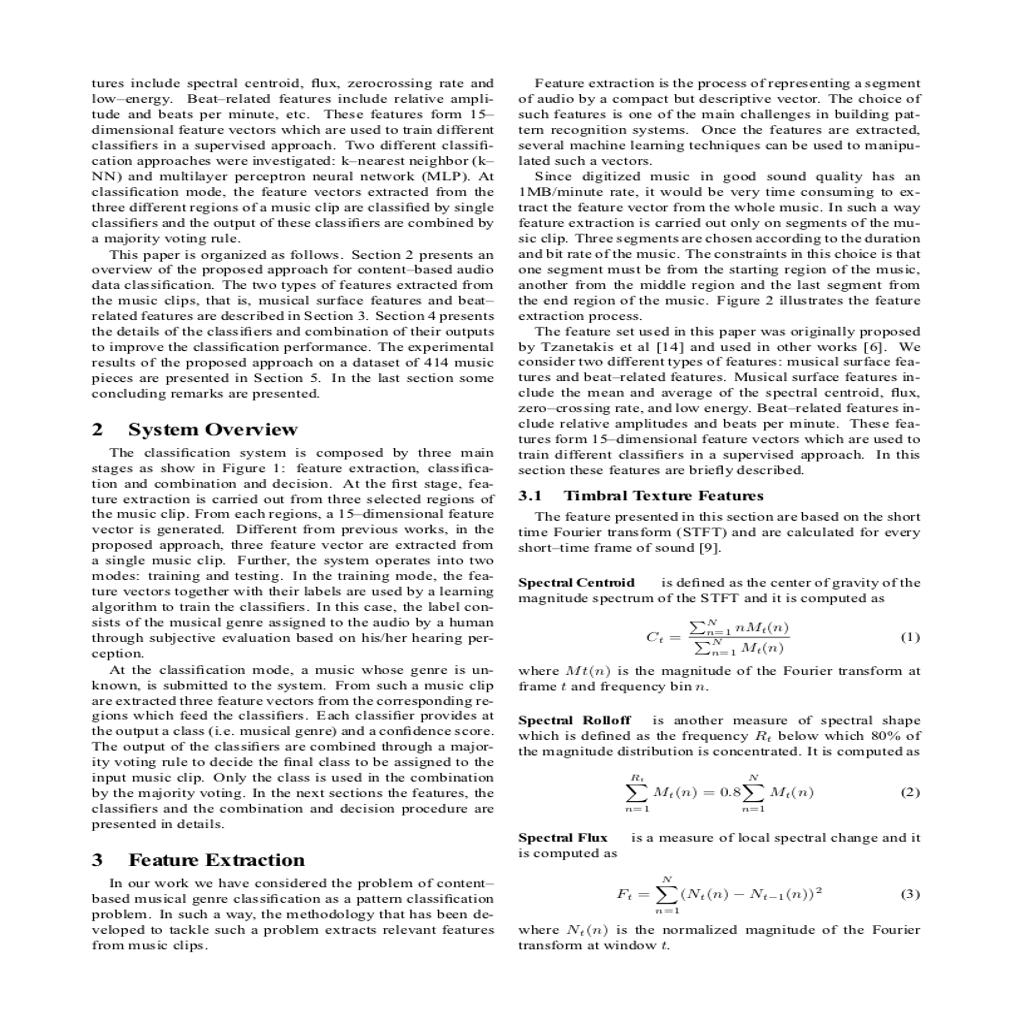 tures include spectral centroid, flux, zerocrossing rate and
low–energy. Beat–related features include relative ampli-
tude and beats per minute, etc. These features form 15–
dimensional feature vectors which are used to train different
classifiers in a supervised approach. Two different classifi-
cation approaches were investigated: k–nearest neighbor (k–
NN) and multilayer perceptron neural network (MLP). At
classification mode, the feature vectors extracted from the
three different regions of a music clip are classified by single
classifiers and the output of these classifiers are combined by
a majority voting rule.
This paper is organized as follows. Section 2 presents an
overview of the proposed approach for content–based audio
data classification. The two types of features extracted from
the music clips, that is, musical surface features and beat–
related features are described in Section 3. Section 4 presents
the details of the classifiers and combination of their outputs
to improve the classification performance. The experimental
results of the proposed approach on a dataset of 414 music
pieces are presented in Section 5. In the last section some
concluding remarks are presented.
2 System Overview
The classification system is composed by three main
stages as show in Figure 1: feature extraction, classifica-
tion and combination and decision. At the first stage, fea-
ture extraction is carried out from three selected regions of
the music clip. From each regions, a 15–dimensional feature
vector is generated. Different from previous works, in the
proposed approach, three feature vector are extracted from
a single music clip. Further, the system operates into two
modes: training and testing. In the training mode, the fea-
ture vectors together with their labels are used by a learning
algorithm to train the classifiers. In this case, the label con-
sists of the musical genre assigned to the audio by a human
through subjective evaluation based on his/her hearing per-
ception.
At the classification mode, a music whose genre is un-
known, is submitted to the system. From such a music clip
are extracted three feature vectors from the corresponding re-
gions which feed the classifiers. Each classifier provides at
the output a class (i.e. musical genre) and a confidence score.
The output of the classifiers are combined through a major-
ity voting rule to decide the final class to be assigned to the
input music clip. Only the class is used in the combination
by the majority voting. In the next sections the features, the
classifiers and the combination and decision procedure are
presented in details.
3 Feature Extraction
In our work we have considered the problem of content–
based musical genre classification as a pattern classification
problem. In such a way, the methodology that has been de-
veloped to tackle such a problem extracts relevant features
from music clips.
Feature extraction is the process of representing a segment
of audio by a compact but descriptive vector. The choice of
such features is one of the main challenges in building pat-
tern recognition systems. Once the features are extracted,
several machine learning techniques can be used to manipu-
lated such a vectors.
Since digitized music in good sound quality has an
1MB/minute rate, it would be very time consuming to ex-
tract the feature vector from the whole music. In such a way
feature extraction is carried out only on segments of the mu-
sic clip. Three segments are chosen according to the duration
and bit rate of the music. The constraints in this choice is that
one segment must be from the starting region of the music,
another from the middle region and the last segment from
the end region of the music. Figure 2 illustrates the feature
extraction process.
The feature set used in this paper was originally proposed
by Tzanetakis et al [14] and used in other works [6]. We
consider two different types of features: musical surface fea-
tures and beat–related features. Musical surface features in-
clude the mean and average of the spectral centroid, flux,
zero–crossing rate, and low energy. Beat–related features in-
clude relative amplitudes and beats per minute. These fea-
tures form 15–dimensional feature vectors which are used to
train different classifiers in a supervised approach. In this
section these features are briefly described.
3.1 Timbral Texture Features
The feature presented in this section are based on the short
time Fourier transform (STFT) and are calculated for every
short–time frame of sound [9].
Spectral Centroid is defined as the center of gravity of the
magnitude spectrum of the STFT and it is computed as
C_t = \frac{\sum_{n=1}^{N} nM_t(n)}{\sum_{n=1}^{N} M_t(n)} (1)
where Mt(n) is the magnitude of the Fourier transform at
frame t and frequency bin n.
Spectral Rolloff is another measure of spectral shape
which is defined as the frequency R_t below which 80% of
the magnitude distribution is concentrated. It is computed as
\sum_{n=1}^{R_t} M_t(n) = 0.8 \sum_{n=1}^{N} M_t(n) (2)
Spectral Flux is a measure of local spectral change and it
is computed as
F_t = \sum_{n=1}^{N} (N_t(n) − N_{t−1}(n))^2 (3)
where N_t(n) is the normalized magnitude of the Fourier
transform at window t.